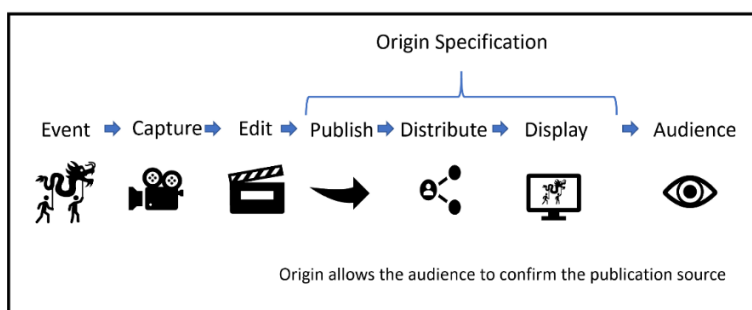 Origin Specification
Event Capture Edit Publish Distribute Display Audience
Origin allows the audience to confirm the publication source